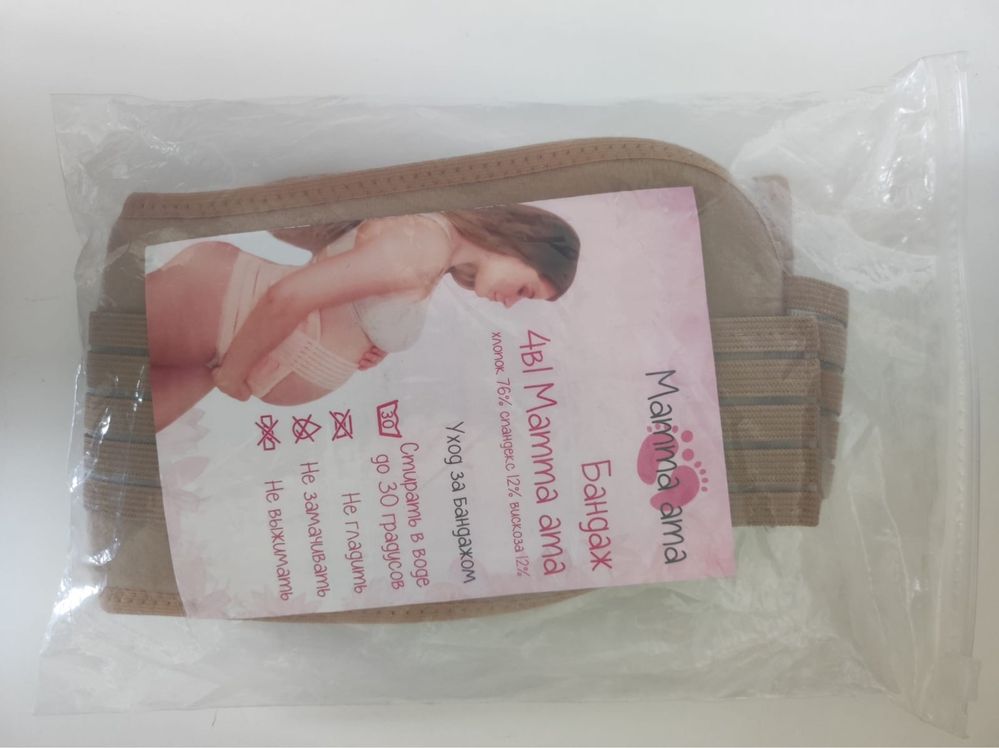 Mamma ama
Бандаж
4в1 Mamma ama
хлопок 76% спандекс 12% вискоза 12%
Уход за бандажом
30
Стирать в воде
до 30 градусов
Не гладить
Не замачивать
Не выжимать